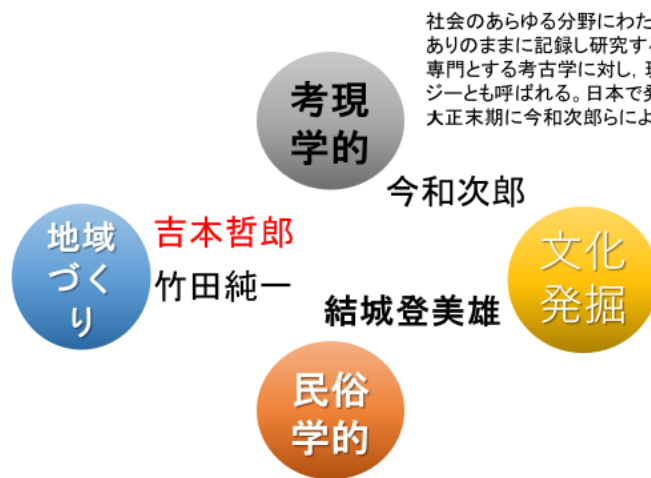 社会のあらゆる分野にわた
ありのままに記録し研究す
専門とする考古学に対し,
ジーとも呼ばれる。日本で発
大正末期に今和次郎らによ
考現
学的
今和次郎
地域
づく
り
吉本哲郎
竹田純一
文化
発掘
結城登美雄
民俗
学的